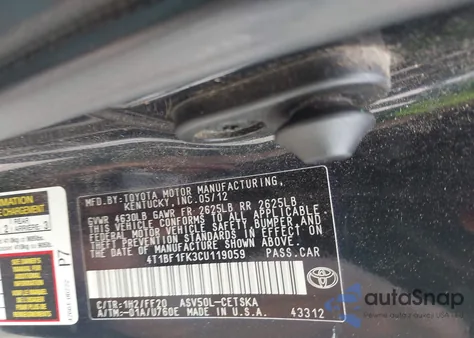 MFD.BY:TOYOTA MOTOR MANUFACTURING,
KENTUCKY,INC.05/12
GVWR 4630LB GAWR FR 2625LB RR 2625LB
THIS VEHICLE CONFORMS TO ALL APPLICABLE
FEDERAL MOTOR VEHICLE SAFETY, BUMPER, AND
THEFT PREVENTION STANDARDS IN EFFECT ON
THE DATE OF MANUFACTURE SHOWN ABOVE.
4T1BF1FK3CU119059 PASS.CAR
C/TR:1H2/FF20 ASV50L-CETSKA
A/TM:-01A/U760E MADE IN U.S.A. 43312
TOYOTA
P7
autoSnap